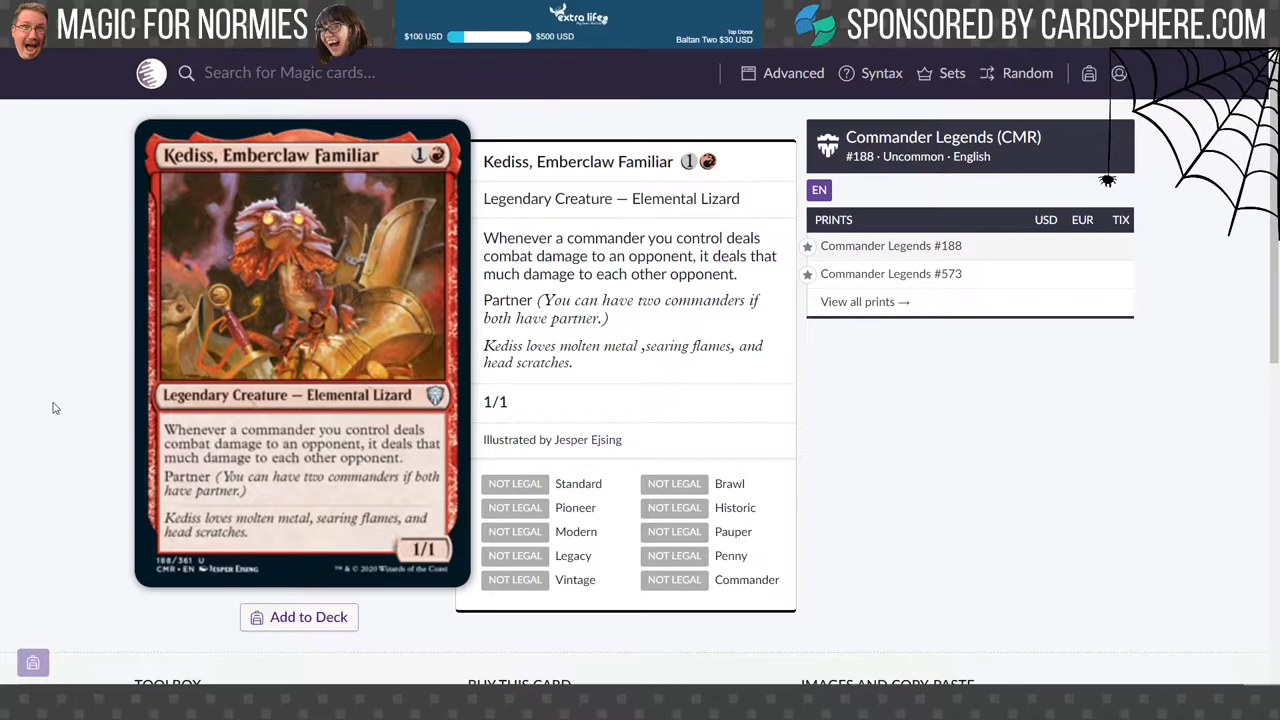 MAGIC FOR NORMIES
extra life
$100 USD
$500 USD
Top Donor
Baltan Two $30 USD
SPONSORED BY CARDSPHERE.COM
Search for Magic cards...
Advanced
Syntax
Sets
Random
Kediss, Emberclaw Familiar 1
Legendary Creature — Elemental Lizard
Whenever a commander you control deals
combat damage to an opponent, it deals that
much damage to each other opponent.
Partner (You can have two commanders if both
have partner.)
Kediss loves molten metal, searing flames, and
head scratches.
1/1
188/361 U
CMR • EN Jesper Ejsing
™ & © 2020 Wizards of the Coast
Add to Deck
Kediss, Emberclaw Familiar 1
Legendary Creature — Elemental Lizard
Whenever a commander you control deals
combat damage to an opponent, it deals that
much damage to each other opponent.
Partner (You can have two commanders if
both have partner.)
Kediss loves molten metal ,searing flames, and
head scratches.
1/1
Illustrated by Jesper Ejsing
NOT LEGAL Standard
NOT LEGAL Brawl
NOT LEGAL Pioneer
NOT LEGAL Historic
NOT LEGAL Modern
NOT LEGAL Pauper
NOT LEGAL Legacy
NOT LEGAL Penny
NOT LEGAL Vintage
NOT LEGAL Commander
Commander Legends (CMR)
#188 · Uncommon · English
EN
PRINTS USD EUR TIX
Commander Legends #188
Commander Legends #573
View all prints →
TOOLBOX
BUY THIS CARD
IMAGES AND COPY-PASTE